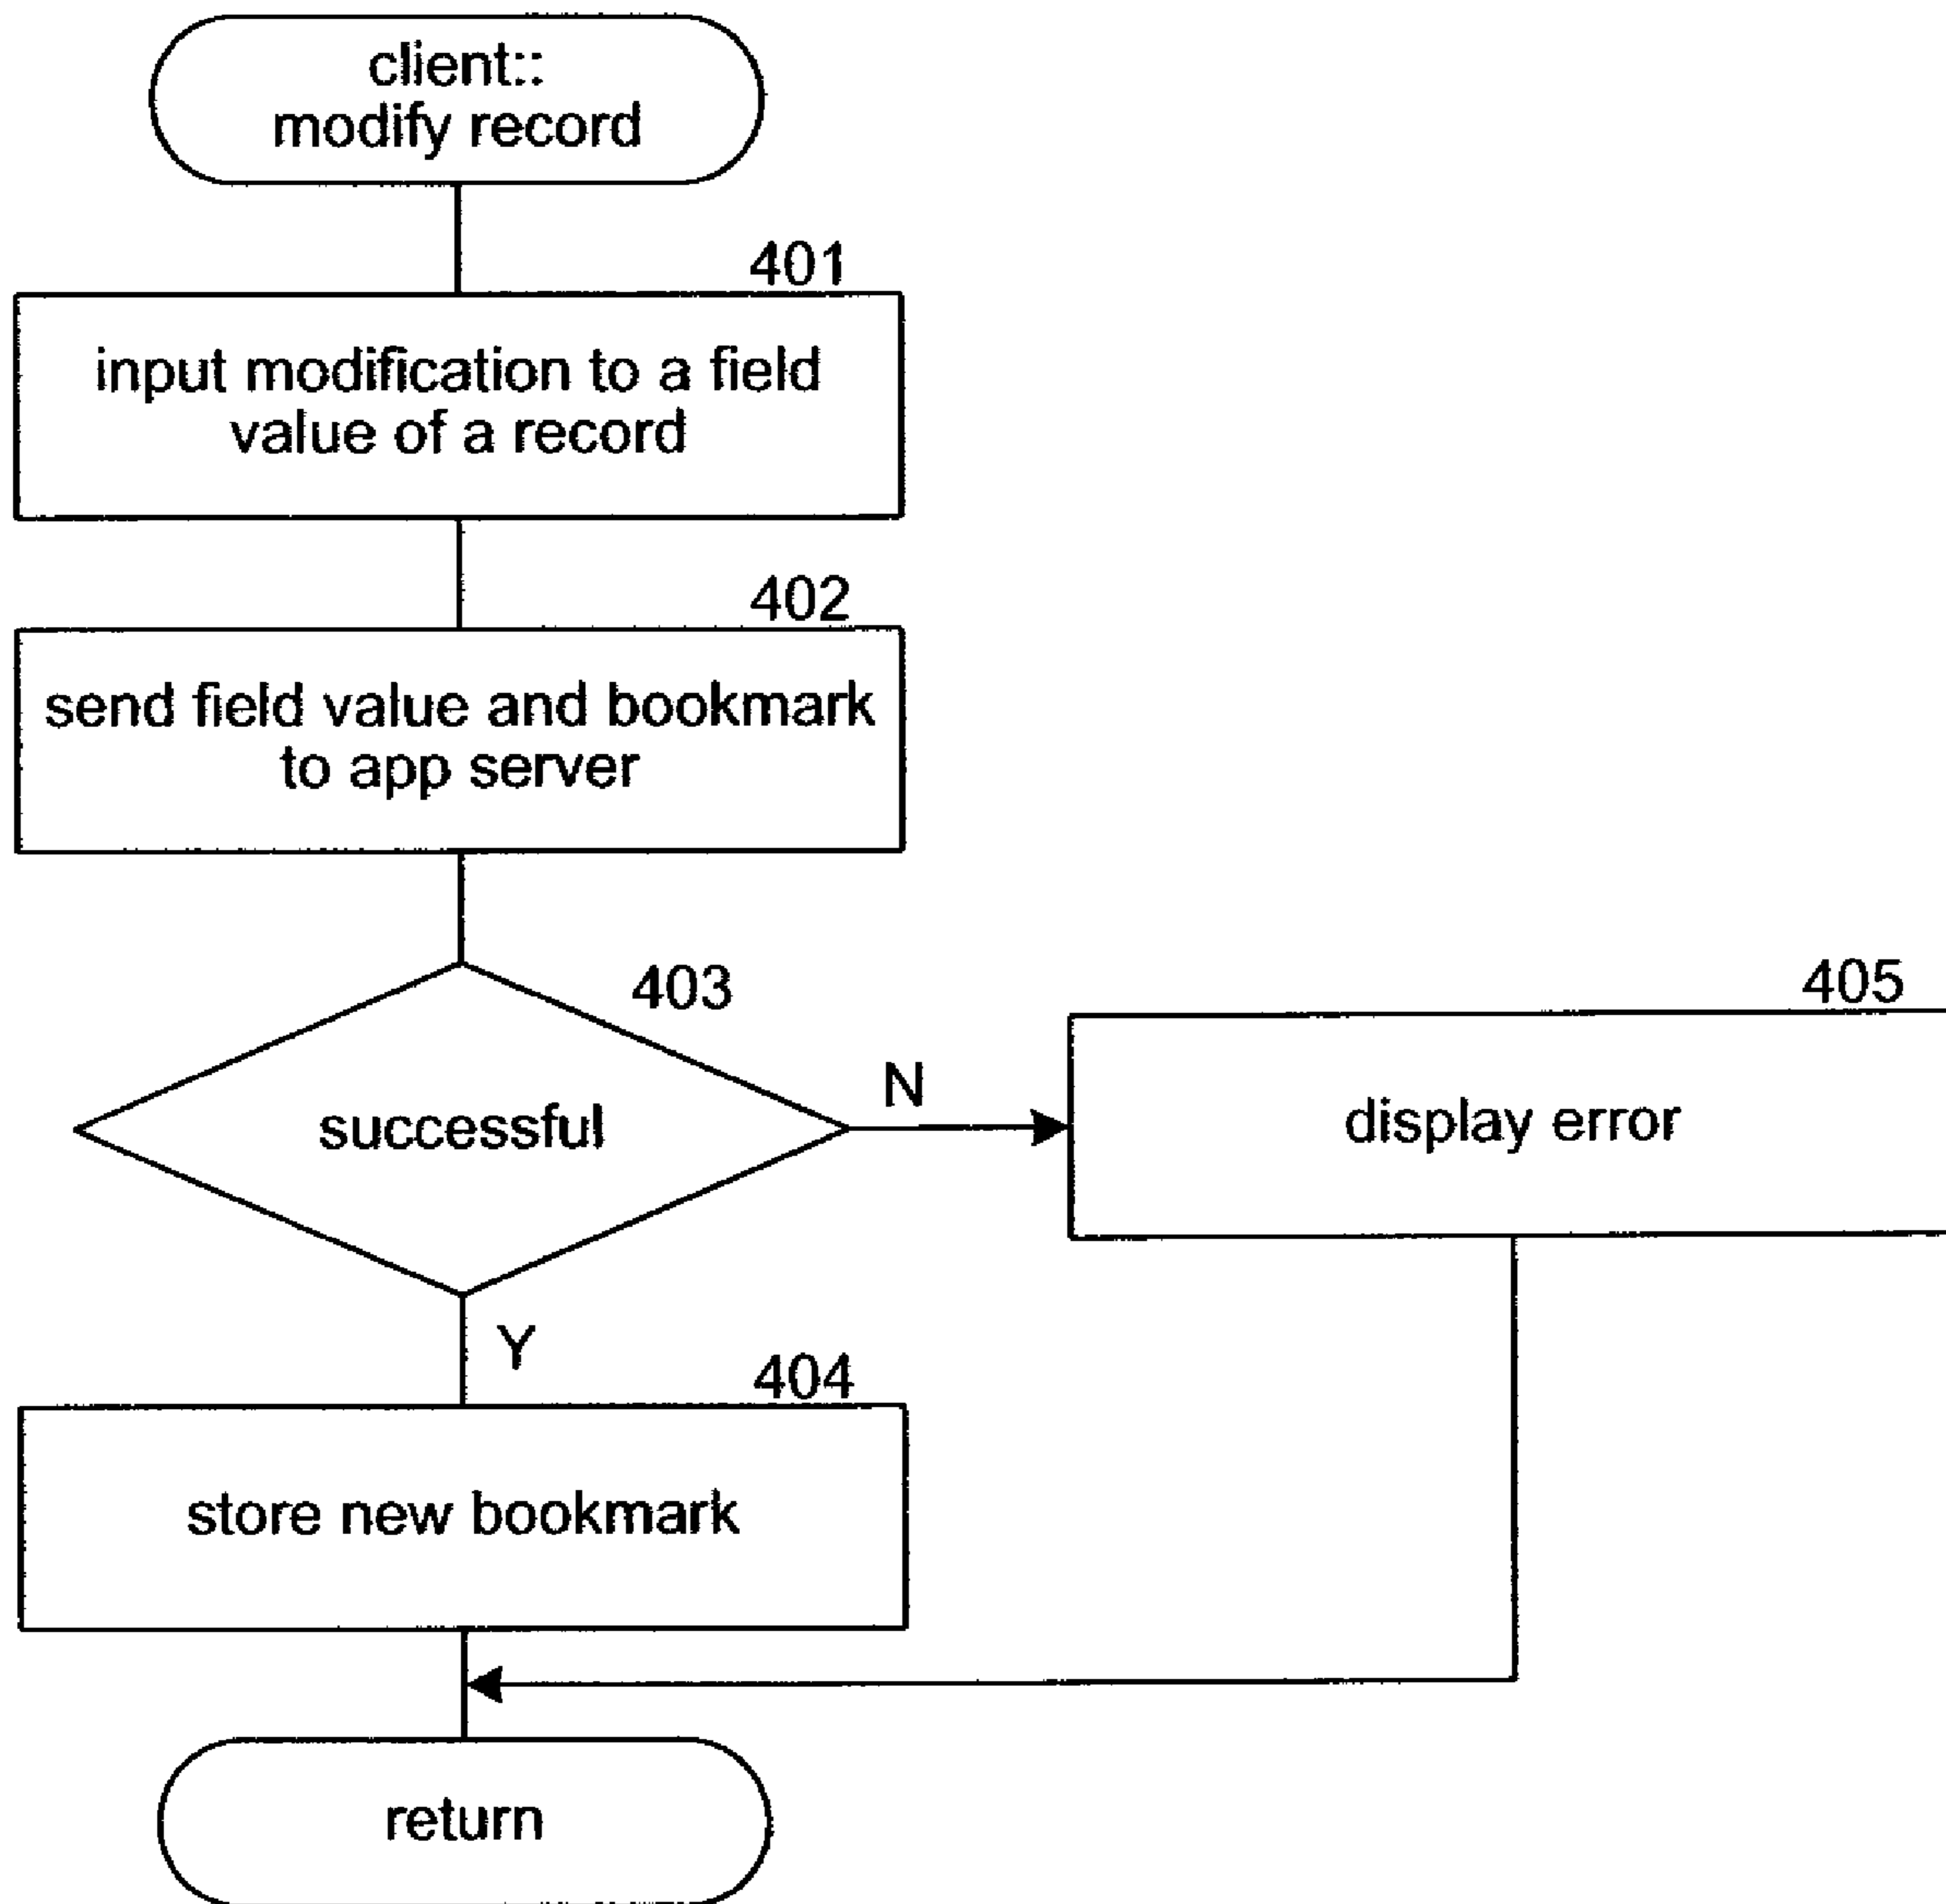 client::
modify record
401
input modification to a field
value of a record
402
send field value and bookmark
to app server
403
successful
N
405
display error
Y
404
store new bookmark
return